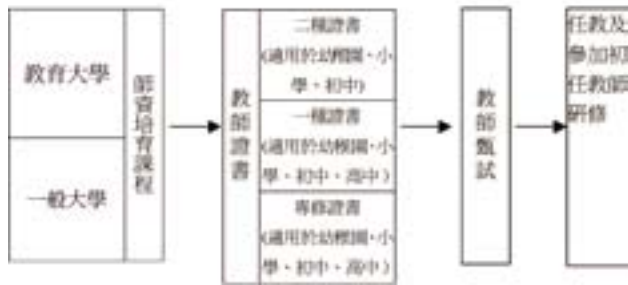 教育大學
一般大學
師資培育課程
教師證書
二種證書
(適用於幼稚園、小
學、初中)
一種證書
(適用於幼稚園、小
學、初中、高中)
專修證書
(適用於幼稚園、小
學、初中、高中)
教師甄試
任教及
參加初
任教師
研修